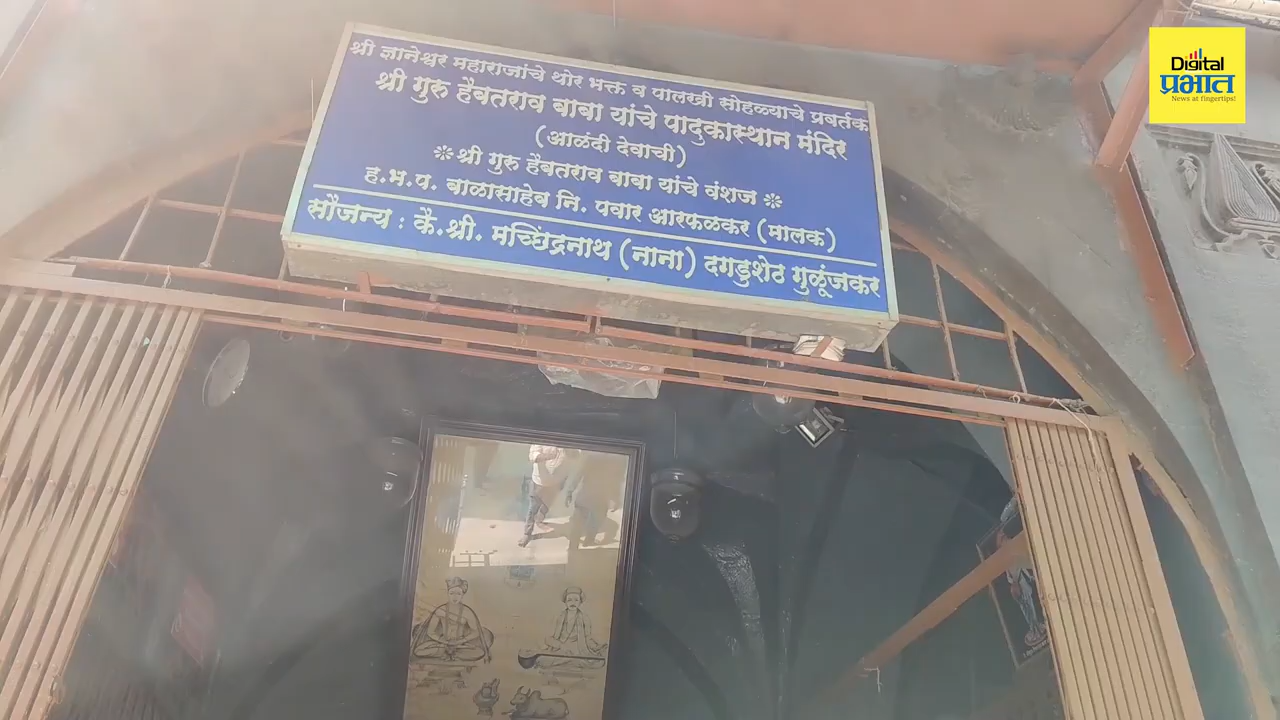 श्री ज्ञानेश्वर महाराजांचे थोर भक्त व पालखी सोहळ्याचे प्रवर्तक
श्री गुरु हैबतराव बाबा यांचे पादुकास्थान मंदिर
(आळंदी देवाची)
❊ श्री गुरु हैबतराव बाबा यांचे वंशज ❊
ह.भ.प. बाळासाहेब नि. पवार आरफळकर (मालक)
सौजन्य : कै.श्री. मच्छिंद्रनाथ (नाना) दगडुशेठ गुळूंजकर
Digital
प्रभात
News at fingertips!